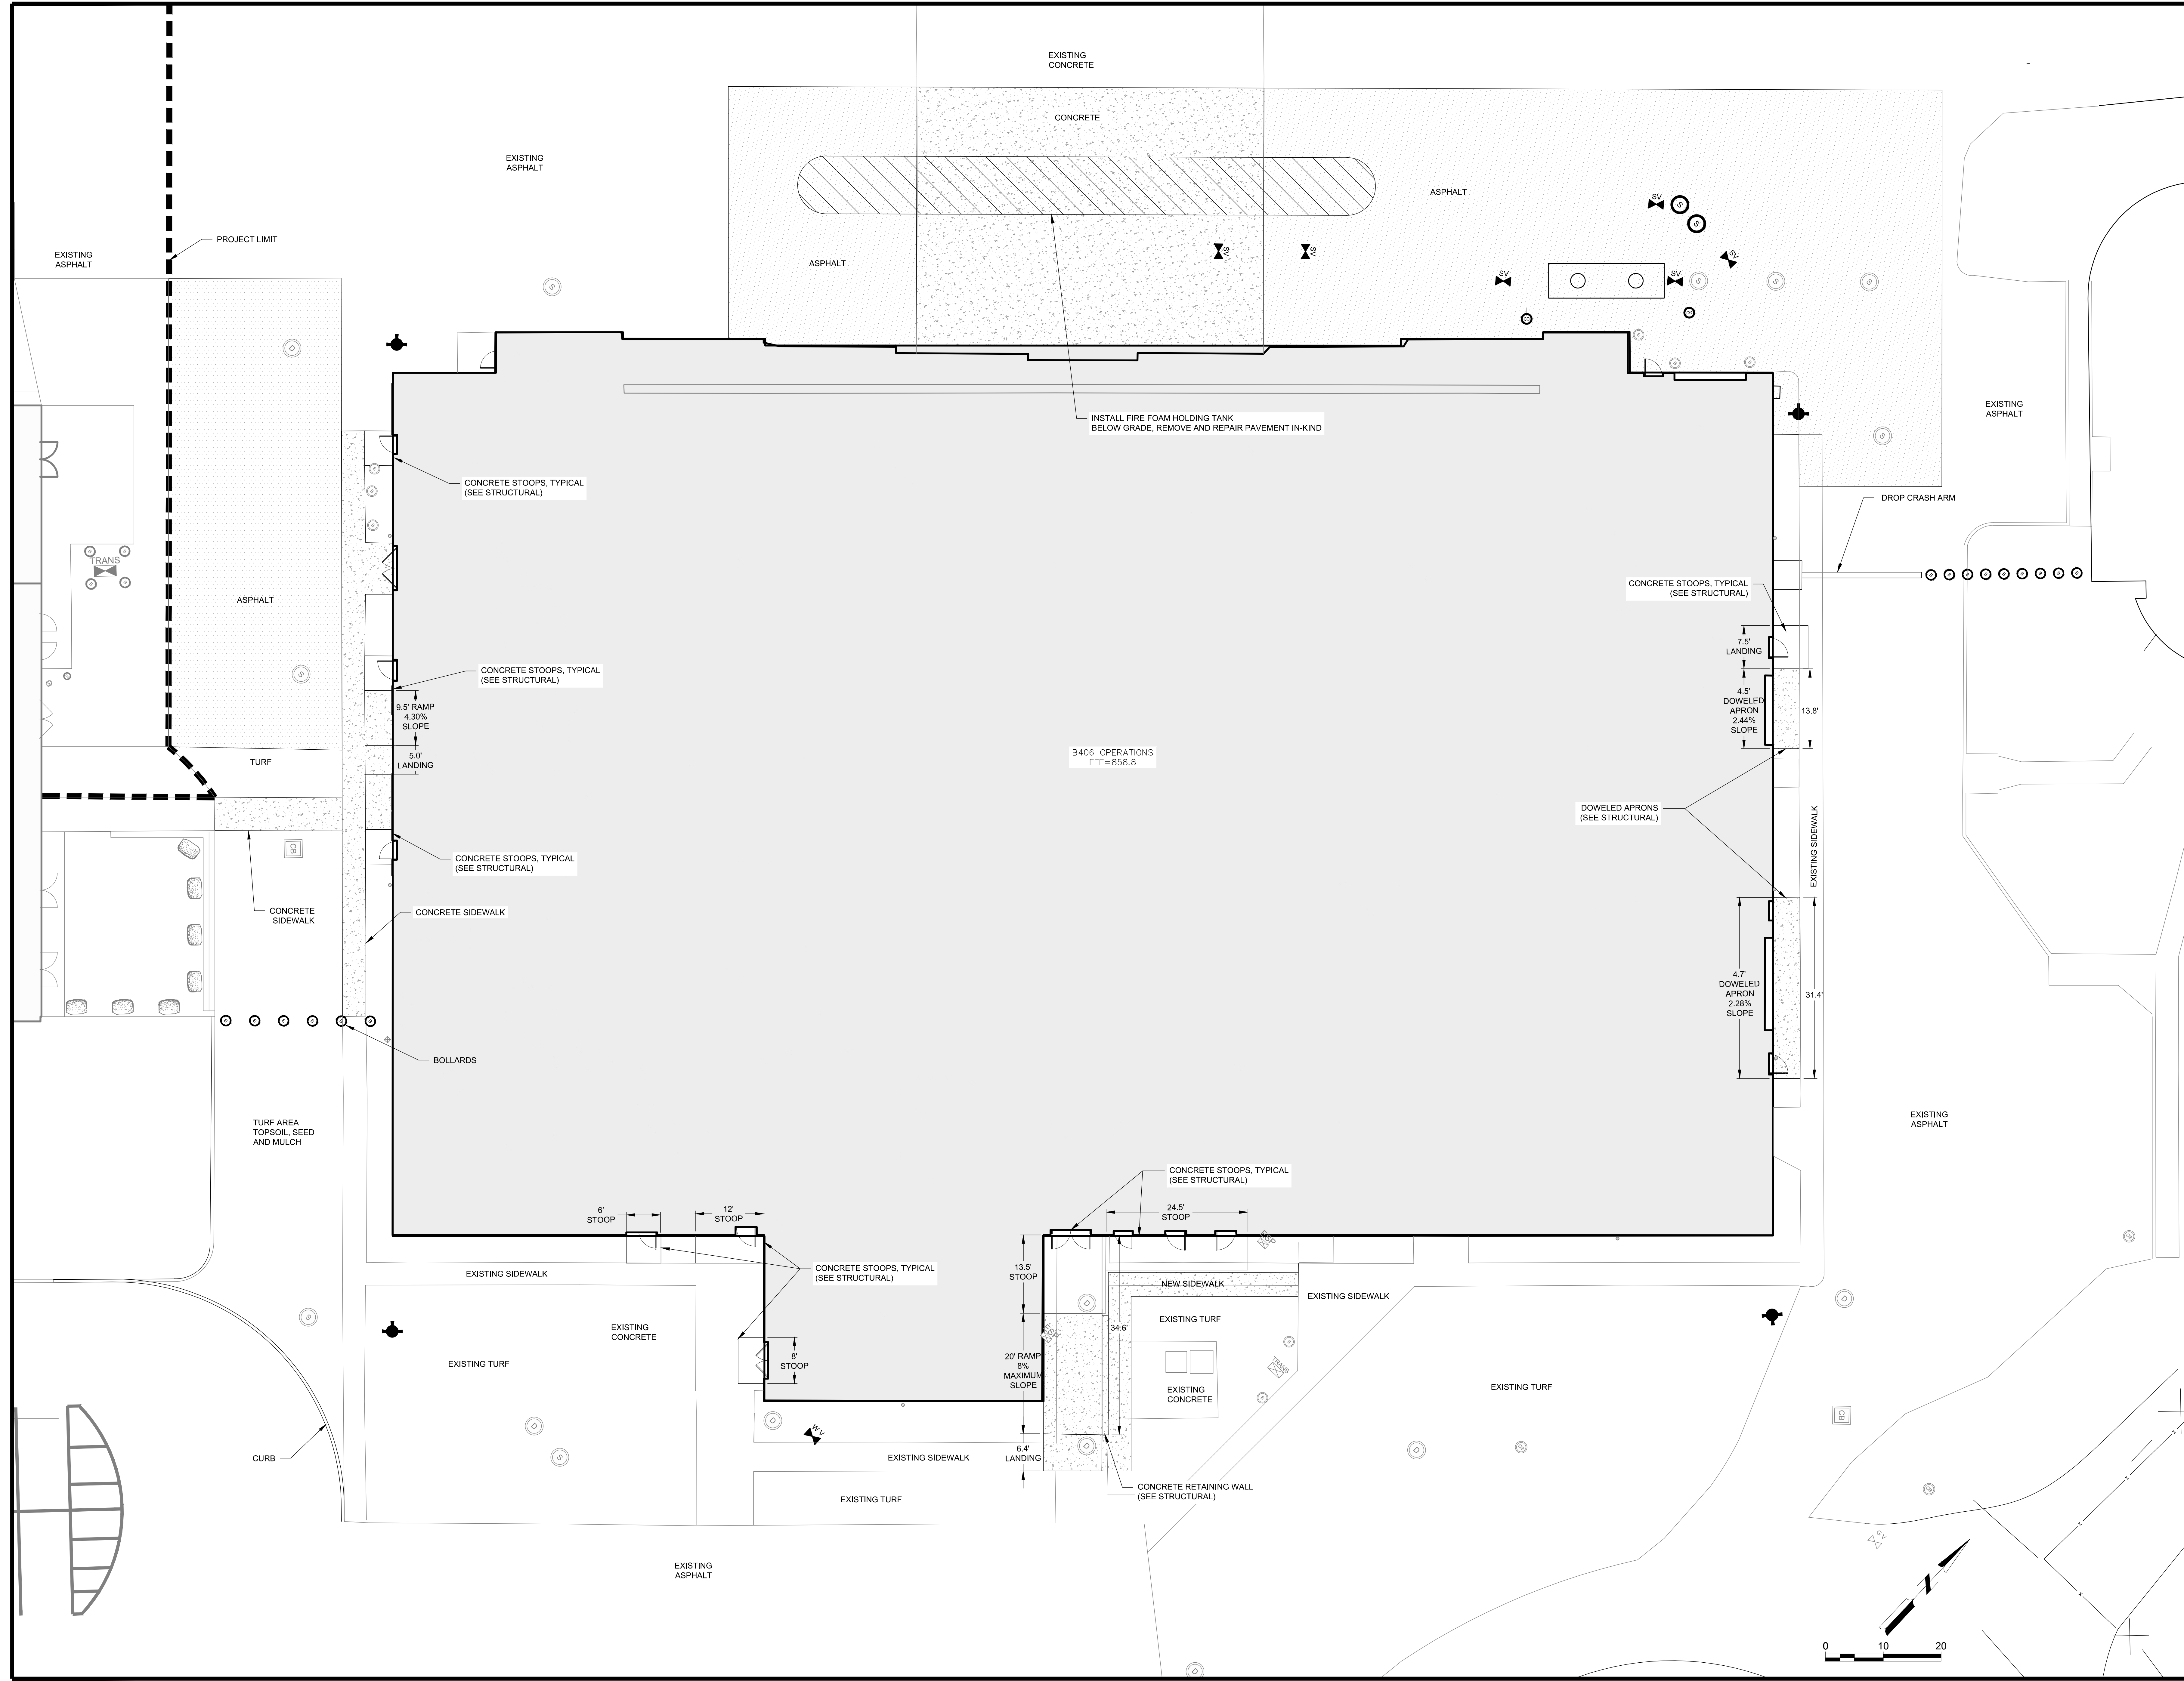 EXISTING
CONCRETE
CONCRETE
EXISTING
ASPHALT
ASPHALT
SV
S
S
PROJECT LIMIT
EXISTING
ASPHALT
ASPHALT
SV
SV
SV
SV
SV
S
S
S
S
CO
CO
D
INSTALL FIRE FOAM HOLDING TANK
BELOW GRADE, REMOVE AND REPAIR PAVEMENT IN-KIND
EXISTING
ASPHALT
S
CONCRETE STOOPS, TYPICAL
(SEE STRUCTURAL)
DROP CRASH ARM
TRANS
CONCRETE STOOPS, TYPICAL
(SEE STRUCTURAL)
ASPHALT
7.5'
LANDING
CONCRETE STOOPS, TYPICAL
(SEE STRUCTURAL)
S
9.5' RAMP
4.30%
SLOPE
4.5'
DOWELED
APRON
2.44%
SLOPE
13.8'
5.0'
LANDING
TURF
B406 OPERATIONS
FFE=858.8
DOWELED APRONS
(SEE STRUCTURAL)
EXISTING SIDEWALK
CB
CONCRETE STOOPS, TYPICAL
(SEE STRUCTURAL)
CONCRETE
SIDEWALK
CONCRETE SIDEWALK
4.7'
DOWELED
APRON
2.28%
SLOPE
31.4'
BOLLARDS
TURF AREA
TOPSOIL, SEED
AND MULCH
EXISTING
ASPHALT
CONCRETE STOOPS, TYPICAL
(SEE STRUCTURAL)
6'
STOOP
12'
STOOP
24.5'
STOOP
EXISTING SIDEWALK
CONCRETE STOOPS, TYPICAL
(SEE STRUCTURAL)
13.5'
STOOP
NEW SIDEWALK
EXISTING SIDEWALK
D
D
S
EXISTING
CONCRETE
EXISTING TURF
34.6'
EXISTING TURF
8'
STOOP
20' RAMP
8%
MAXIMUM
SLOPE
TRANS
EXISTING
CONCRETE
EXISTING TURF
CB
D
S
D
WV
D
D
CURB
EXISTING SIDEWALK
6.4'
LANDING
CONCRETE RETAINING WALL
(SEE STRUCTURAL)
EXISTING TURF
GV
EXISTING
ASPHALT
D
0 10 20